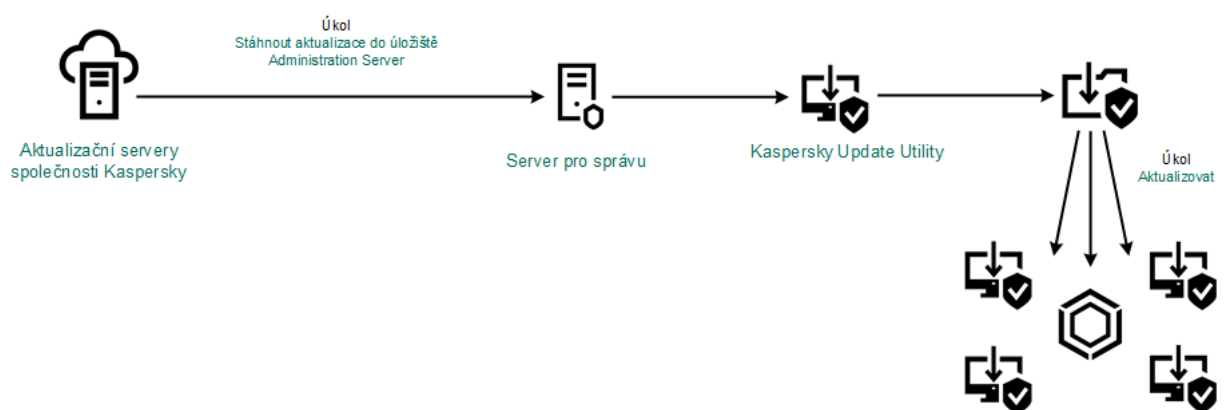 Úkol
Stáhnout aktualizace do úložiště
Administration Server
Aktualizační servery
společnosti Kaspersky
Server pro správu
Kaspersky Update Utility
Úkol
Aktualizovat